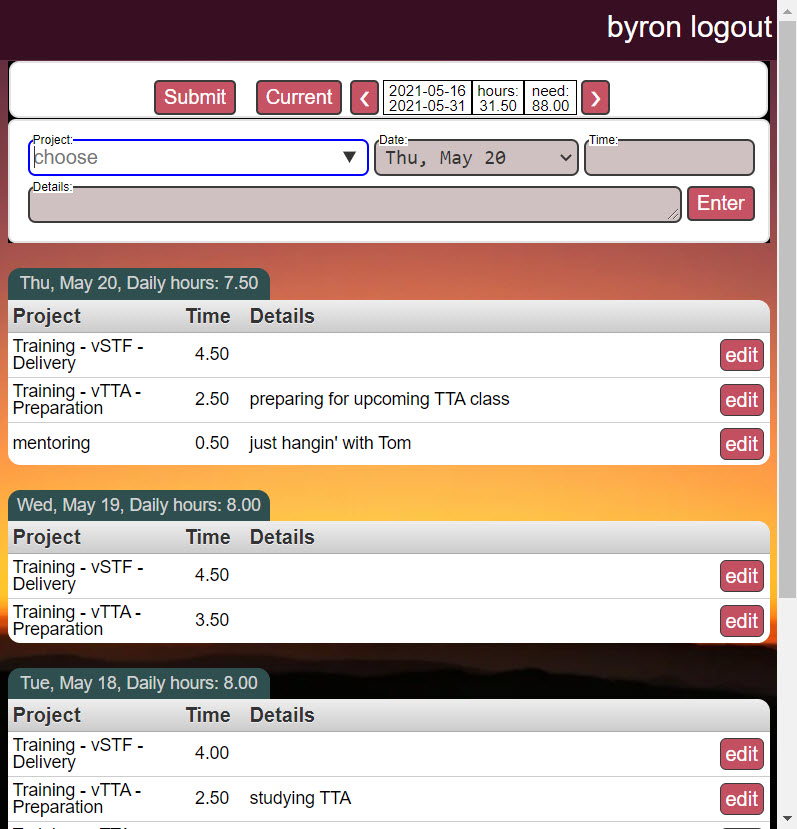 byron logout
Submit Current ‹ 2021-05-16 hours: need: ›
2021-05-31 31.50 88.00
Project: Date: Time:
choose ▼ Thu, May 20
Details:
Enter
Thu, May 20, Daily hours: 7.50
Project Time Details
Training - vSTF -
Delivery 4.50 edit
Training - vTTA -
Preparation 2.50 preparing for upcoming TTA class edit
mentoring 0.50 just hangin' with Tom edit
Wed, May 19, Daily hours: 8.00
Project Time Details
Training - vSTF -
Delivery 4.50 edit
Training - vTTA -
Preparation 3.50 edit
Tue, May 18, Daily hours: 8.00
Project Time Details
Training - vSTF -
Delivery 4.00 edit
Training - vTTA -
Preparation 2.50 studying TTA edit